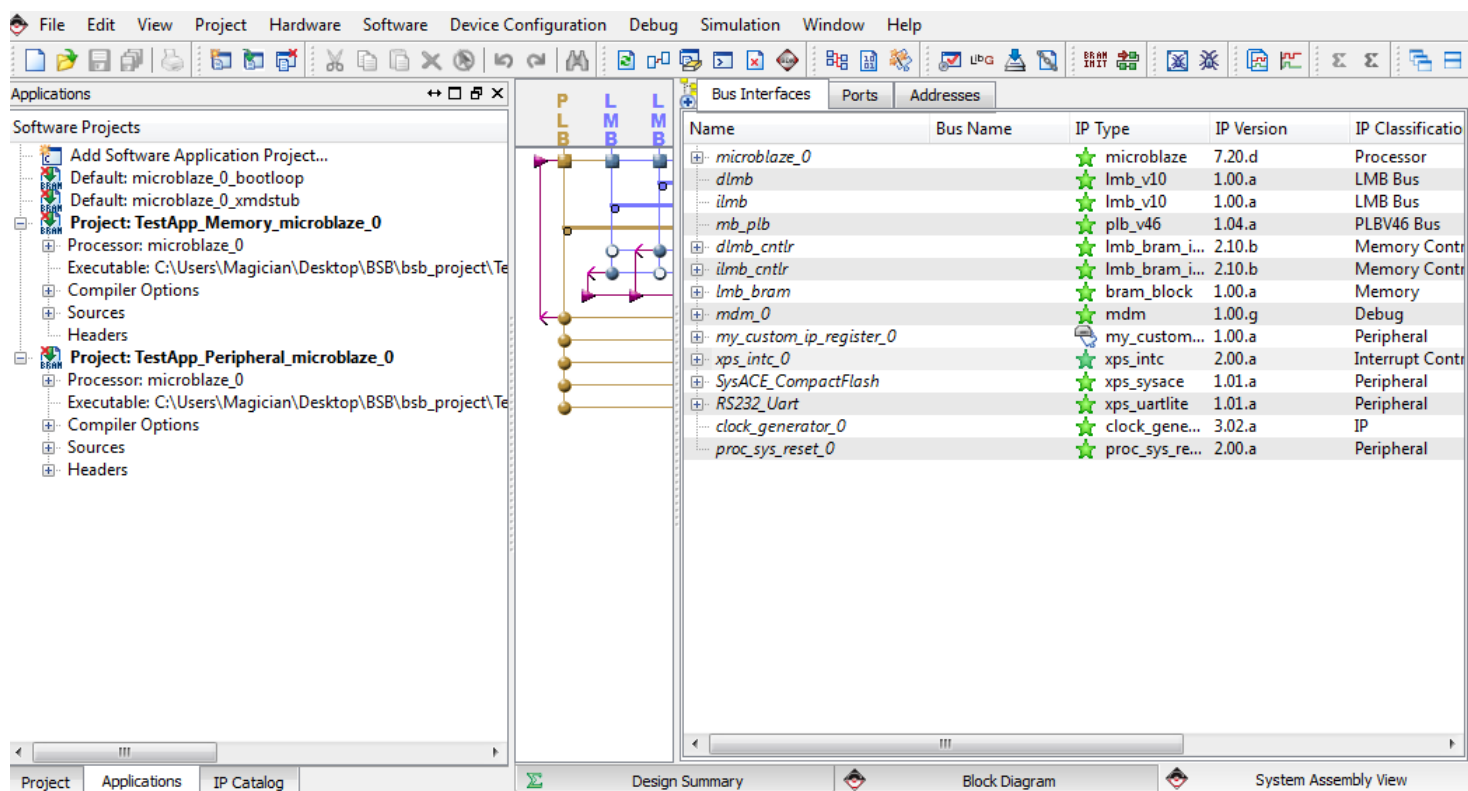 File Edit View Project Hardware Software Device Configuration Debug Simulation Window Help
Applications
Software Projects
Add Software Application Project...
Default: microblaze_0_bootloop
Default: microblaze_0_xmdstub
Project: TestApp_Memory_microblaze_0
Processor: microblaze_0
Executable: C:\Users\Magician\Desktop\BSB\bsb_project\Te
Compiler Options
Sources
Headers
Project: TestApp_Peripheral_microblaze_0
Processor: microblaze_0
Executable: C:\Users\Magician\Desktop\BSB\bsb_project\Te
Compiler Options
Sources
Headers
Project Applications IP Catalog
PLB LMB LMB
Bus Interfaces Ports Addresses
Name Bus Name IP Type IP Version IP Classificatio
microblaze_0 microblaze 7.20.d Processor
dlmb lmb_v10 1.00.a LMB Bus
ilmb lmb_v10 1.00.a LMB Bus
mb_plb plb_v46 1.04.a PLBV46 Bus
dlmb_cntlr lmb_bram_i... 2.10.b Memory Contr
ilmb_cntlr lmb_bram_i... 2.10.b Memory Contr
lmb_bram bram_block 1.00.a Memory
mdm_0 mdm 1.00.g Debug
my_custom_ip_register_0 my_custom... 1.00.a Peripheral
xps_intc_0 xps_intc 2.00.a Interrupt Contr
SysACE_CompactFlash xps_sysace 1.01.a Peripheral
RS232_Uart xps_uartlite 1.01.a Peripheral
clock_generator_0 clock_gene... 3.02.a IP
proc_sys_reset_0 proc_sys_re... 2.00.a Peripheral
Design Summary Block Diagram System Assembly View